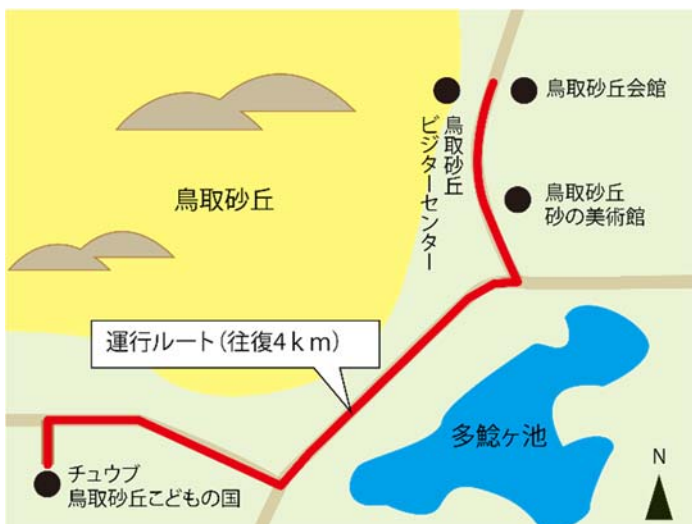 鳥取砂丘会館
鳥取砂丘
ビジターセンター
鳥取砂丘
砂の美術館
鳥取砂丘
運行ルート（往復4ｋｍ）
多鯰ヶ池
チュウブ
鳥取砂丘こどもの国
N